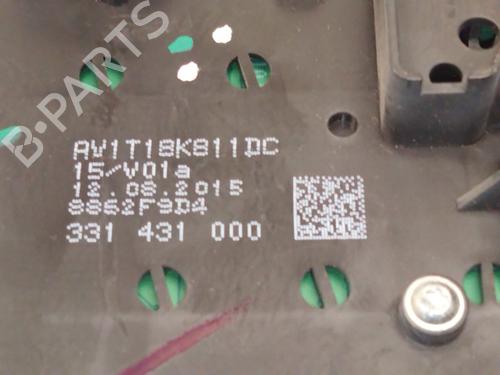 B-PARTS
AV1T18K811DC
15/V01a
12.08.2015
8862F9D4
331 431 000